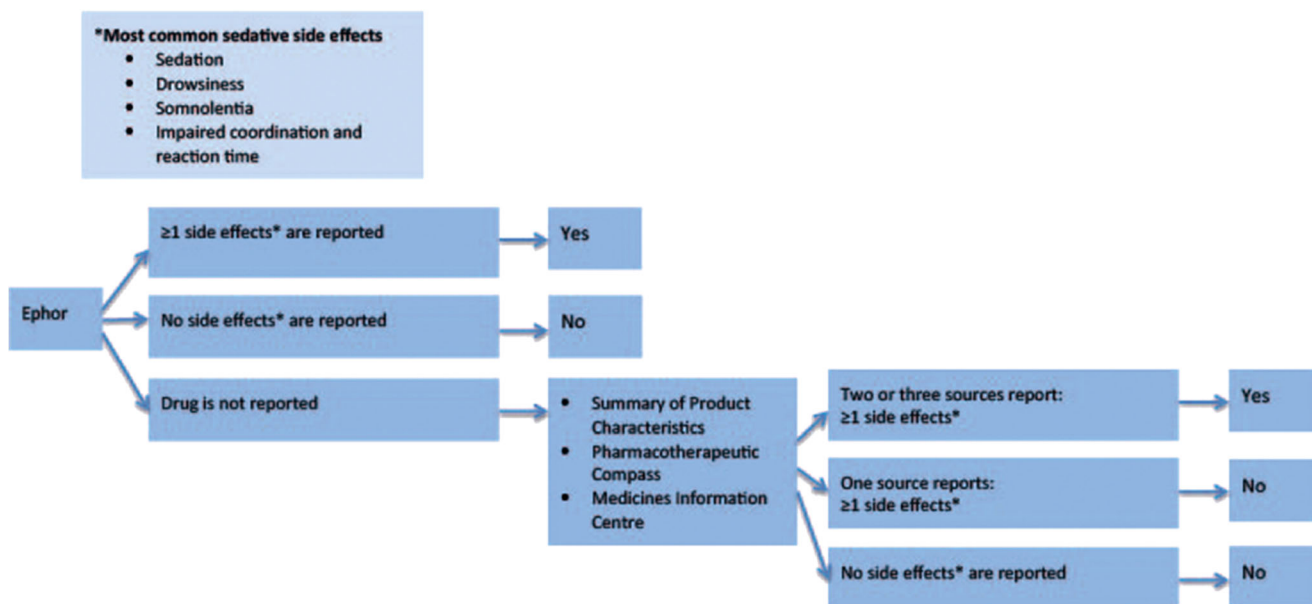 *Most common sedative side effects
• Sedation
• Drowsiness
• Somnolentia
• Impaired coordination and
reaction time
≥1 side effects* are reported
Yes
Ephor
No side effects* are reported
No
Drug is not reported
• Summary of Product
Characteristics
• Pharmacotherapeutic
Compass
• Medicines Information
Centre
Two or three sources report:
≥1 side effects*
Yes
One source reports:
≥1 side effects*
No
No side effects* are reported
No